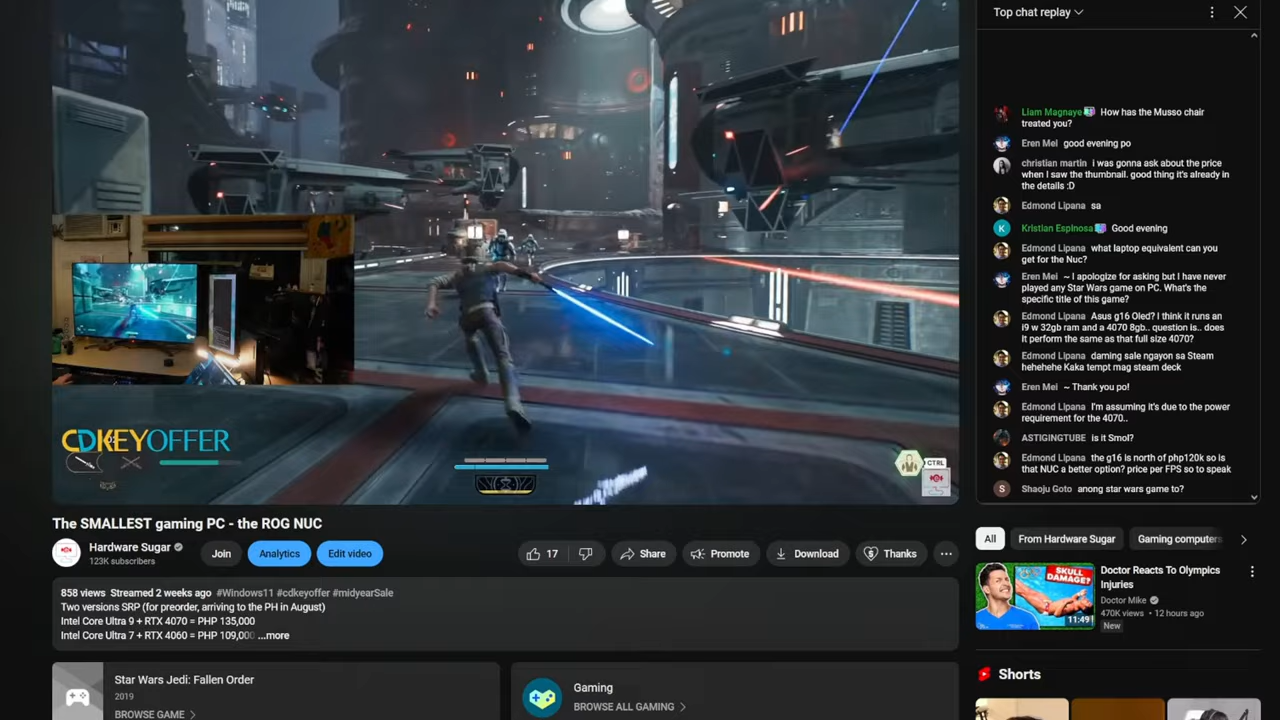 Top chat replay
Liam Magnaye How has the Musso chair
treated you?
Eren Mei good evening po
christian martin i was gonna ask about the price
when I saw the thumbnail. good thing it's already in
the details :D
Edmond Lipana sa
K Kristian Espinosa Good evening
Edmond Lipana what laptop equivalent can you
get for the Nuc?
Eren Mei ~ I apologize for asking but I have never
played any Star Wars game on PC. What's the
specific title of this game?
Edmond Lipana Asus g16 Oled? I think it runs an
i9 w 32gb ram and a 4070 8gb.. question is.. does
it perform the same as that full size 4070?
Edmond Lipana daming sale ngayon sa Steam
hehehehe Kaka tempt mag steam deck
Eren Mei ~ Thank you po!
Edmond Lipana I'm assuming it's due to the power
requirement for the 4070..
ASTIGINGTUBE is it Smol?
Edmond Lipana the g16 is north of php120k so is
that NUC a better option? price per FPS so to speak
S Shaoju Goto anong star wars game to?
CDKEYOFFER
CTRL
The SMALLEST gaming PC - the ROG NUC
Hardware Sugar
123K subscribers
Join
Analytics
Edit video
17
Share
Promote
Download
Thanks
858 views Streamed 2 weeks ago #Windows11 #cdkeyoffer #midyearSale
Two versions SRP (for preorder, arriving to the PH in August)
Intel Core Ultra 9 + RTX 4070 = PHP 135,000
Intel Core Ultra 7 + RTX 4060 = PHP 109,000 ...more
Star Wars Jedi: Fallen Order
2019
BROWSE GAME
Gaming
BROWSE ALL GAMING
All
From Hardware Sugar
Gaming computers
SKULL
DAMAGE?
11:49
Doctor Reacts To Olympics
Injuries
Doctor Mike
470K views • 12 hours ago
New
Shorts